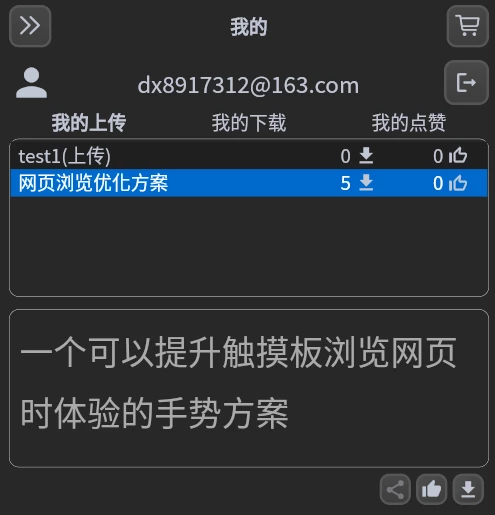 我的
dx8917312@163.com
我的上传 我的下载 我的点赞
test1(上传) 0 0
网页浏览优化方案 5 0
一个可以提升触摸板浏览网页
时体验的手势方案